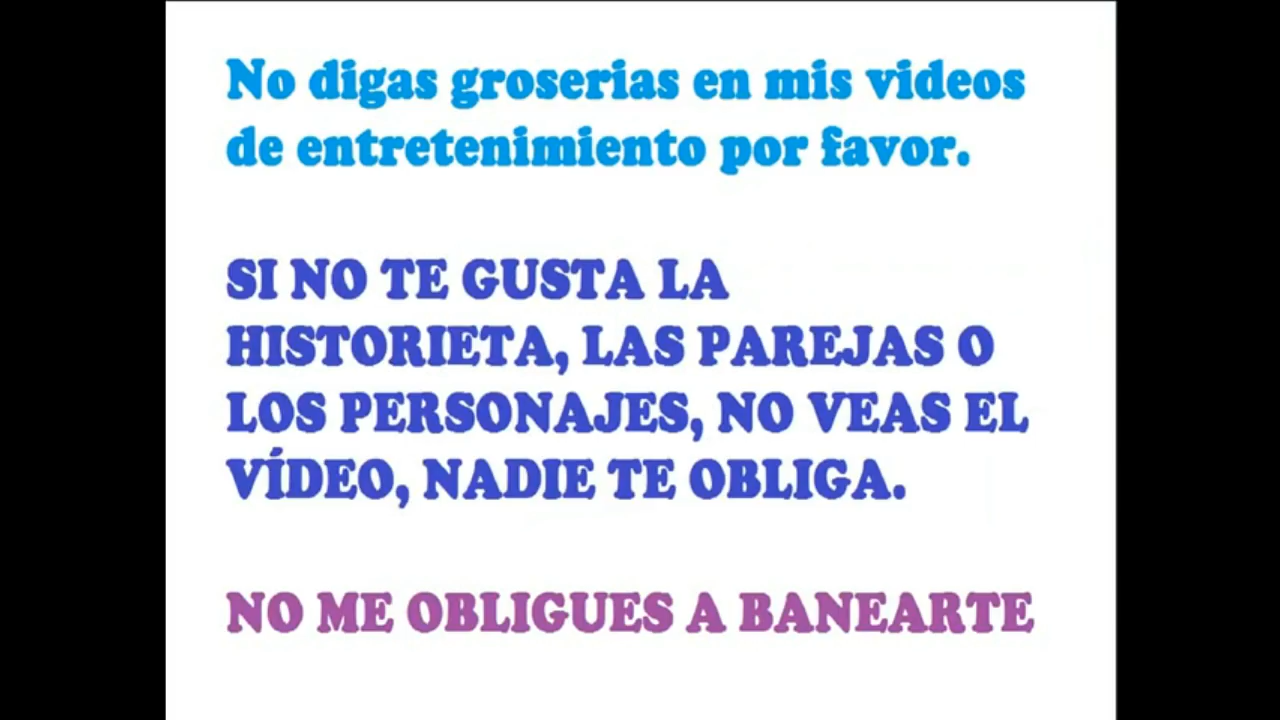 No digas groserias en mis videos
de entretenimiento por favor.
SI NO TE GUSTA LA
HISTORIETA, LAS PAREJAS O
LOS PERSONAJES, NO VEAS EL
VÍDEO, NADIE TE OBLIGA.
NO ME OBLIGUES A BANEARTE